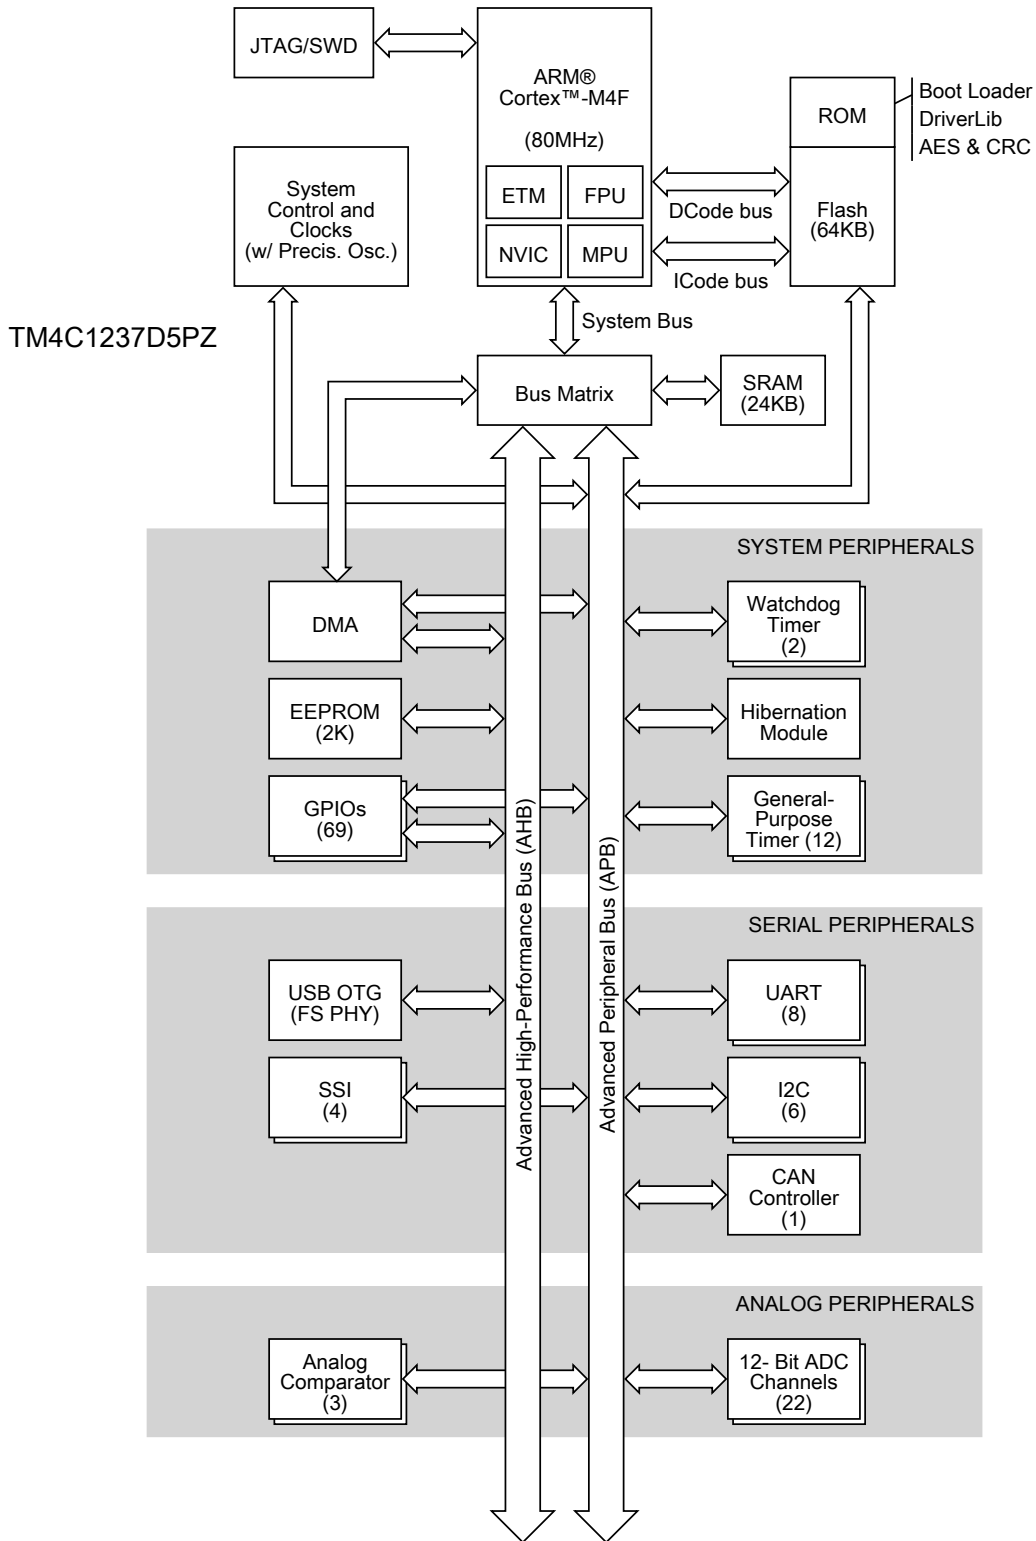 JTAG/SWD
ARM®
Cortex™-M4F
(80MHz)
ETM
FPU
NVIC
MPU
ROM
Boot Loader
DriverLib
AES & CRC
Flash
(64KB)
DCode bus
ICode bus
System
Control and
Clocks
(w/ Precis. Osc.)
TM4C1237D5PZ
System Bus
Bus Matrix
SRAM
(24KB)
SYSTEM PERIPHERALS
DMA
Watchdog
Timer
(2)
EEPROM
(2K)
Hibernation
Module
GPIOs
(69)
General-
Purpose
Timer (12)
Advanced High-Performance Bus (AHB)
Advanced Peripheral Bus (APB)
SERIAL PERIPHERALS
USB OTG
(FS PHY)
UART
(8)
SSI
(4)
I2C
(6)
CAN
Controller
(1)
ANALOG PERIPHERALS
Analog
Comparator
(3)
12- Bit ADC
Channels
(22)